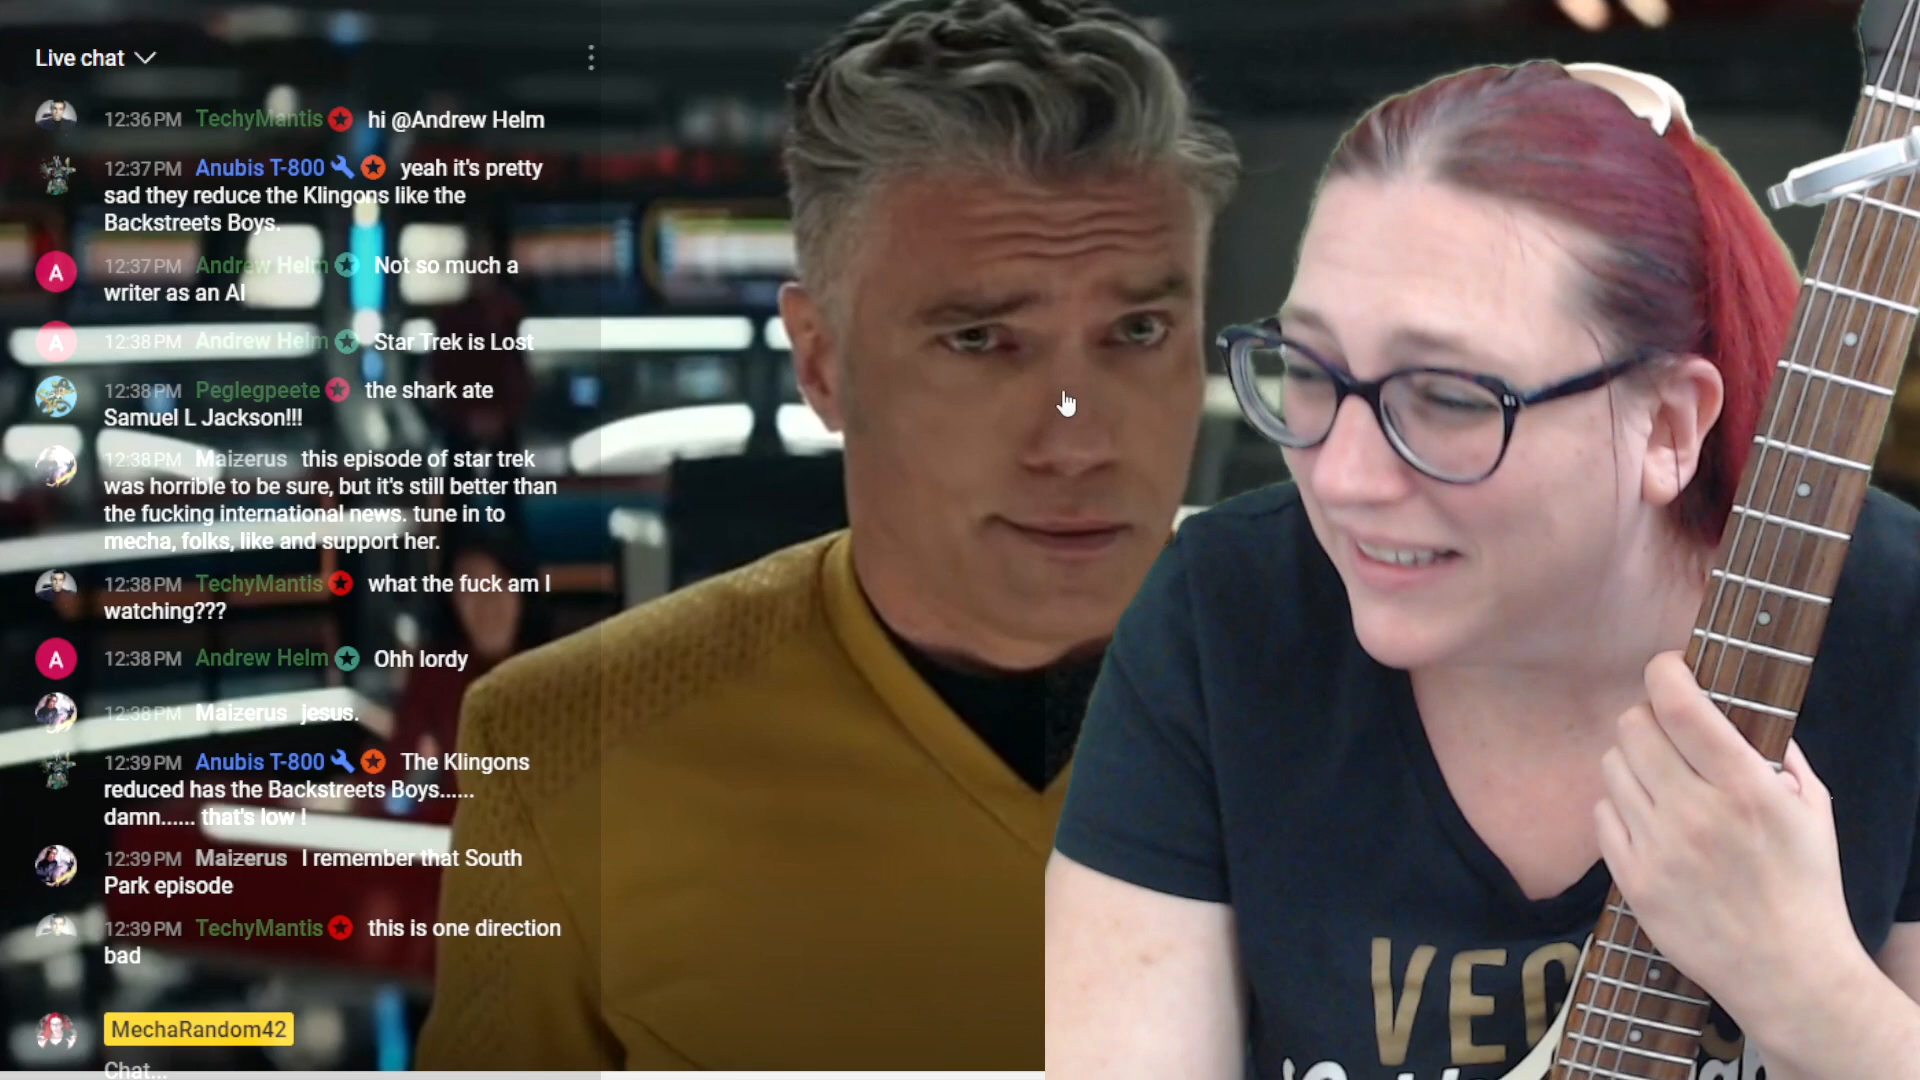 Live chat
12:36 PM TechyMantis hi @Andrew Helm
12:37 PM Anubis T-800 yeah it's pretty
sad they reduce the Klingons like the
Backstreets Boys.
A 12:37 PM Andrew Helm Not so much a
writer as an AI
A 12:38 PM Andrew Helm Star Trek is Lost
12:38 PM Peglegpeete the shark ate
Samuel L Jackson!!!
12:38 PM Maizerus this episode of star trek
was horrible to be sure, but it's still better than
the fucking international news. tune in to
mecha, folks, like and support her.
12:38 PM TechyMantis what the fuck am I
watching???
A 12:38 PM Andrew Helm Ohh lordy
12:38 PM Maizerus jesus.
12:39 PM Anubis T-800 The Klingons
reduced has the Backstreets Boys......
damn...... that's low !
12:39 PM Maizerus I remember that South
Park episode
12:39 PM TechyMantis this is one direction
bad
MechaRandom42
Chat...
VEG